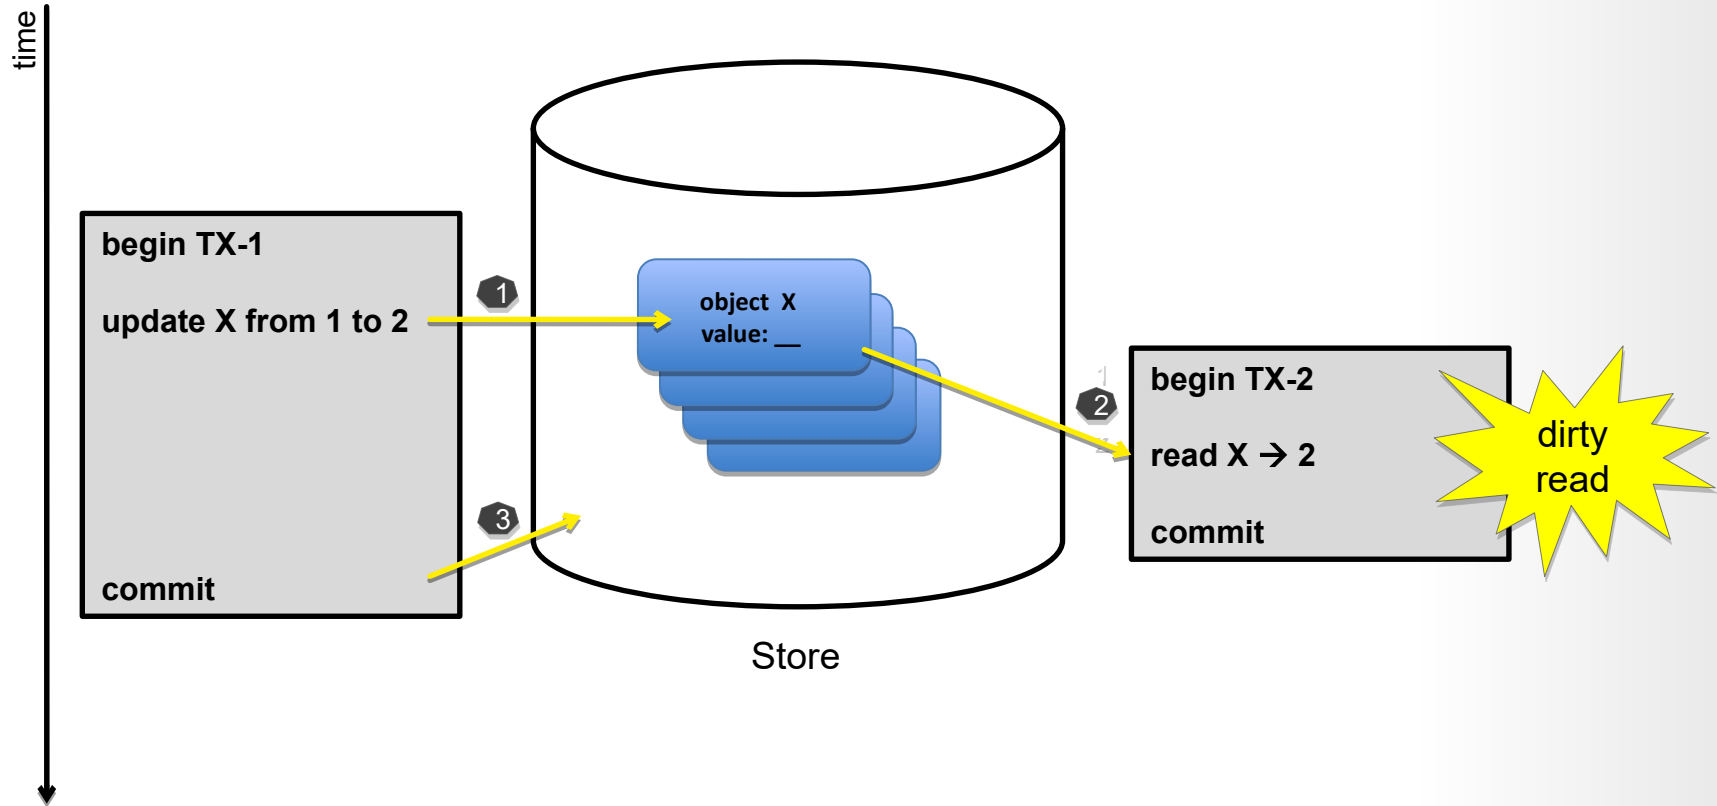 time
begin TX-1
update X from 1 to 2
commit
1
3
object X
value: __
Store
2
begin TX-2
read X → 2
commit
dirty
read